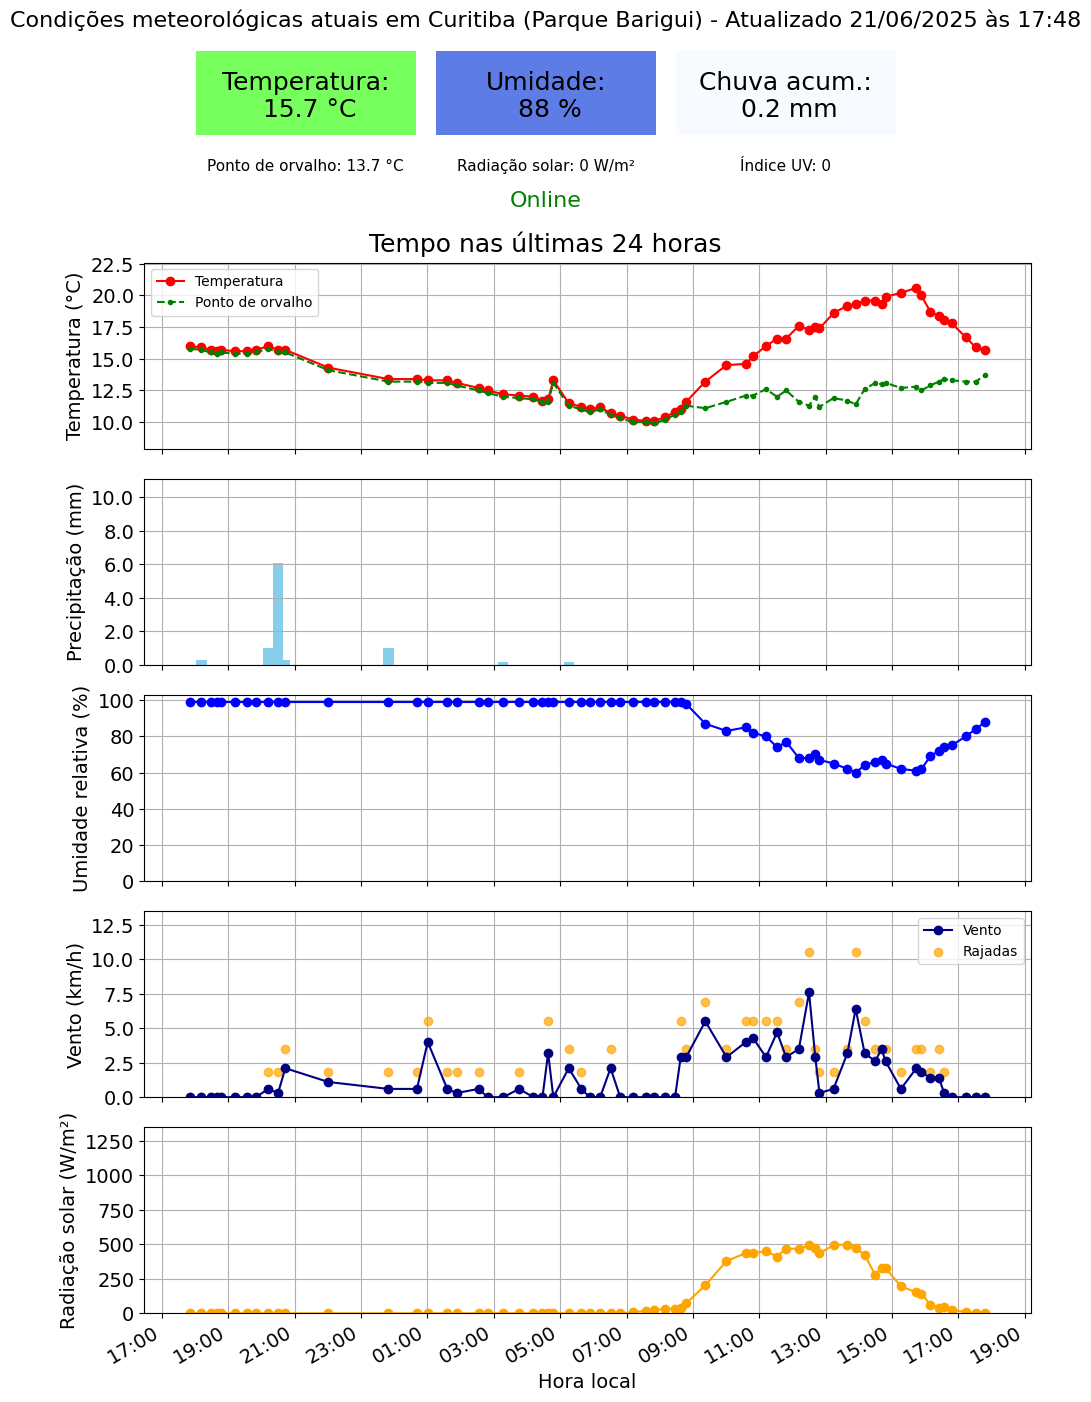 Condições meteorológicas atuais em Curitiba (Parque Barigui) - Atualizado 21/06/2025 às 17:48
Temperatura:
15.7 °C
Umidade:
88 %
Chuva acum.:
0.2 mm
Ponto de orvalho: 13.7 °C
Radiação solar: 0 W/m²
Índice UV: 0
Online
Tempo nas últimas 24 horas
Temperatura (°C)
22.5
20.0
17.5
15.0
12.5
10.0
Temperatura
Ponto de orvalho
Precipitação (mm)
10.0
8.0
6.0
4.0
2.0
0.0
Umidade relativa (%)
100
80
60
40
20
0
Vento (km/h)
12.5
10.0
7.5
5.0
2.5
0.0
Vento
Rajadas
Radiação solar (W/m²)
1250
1000
750
500
250
0
17:00
19:00
21:00
23:00
01:00
03:00
05:00
07:00
09:00
11:00
13:00
15:00
17:00
19:00
Hora local